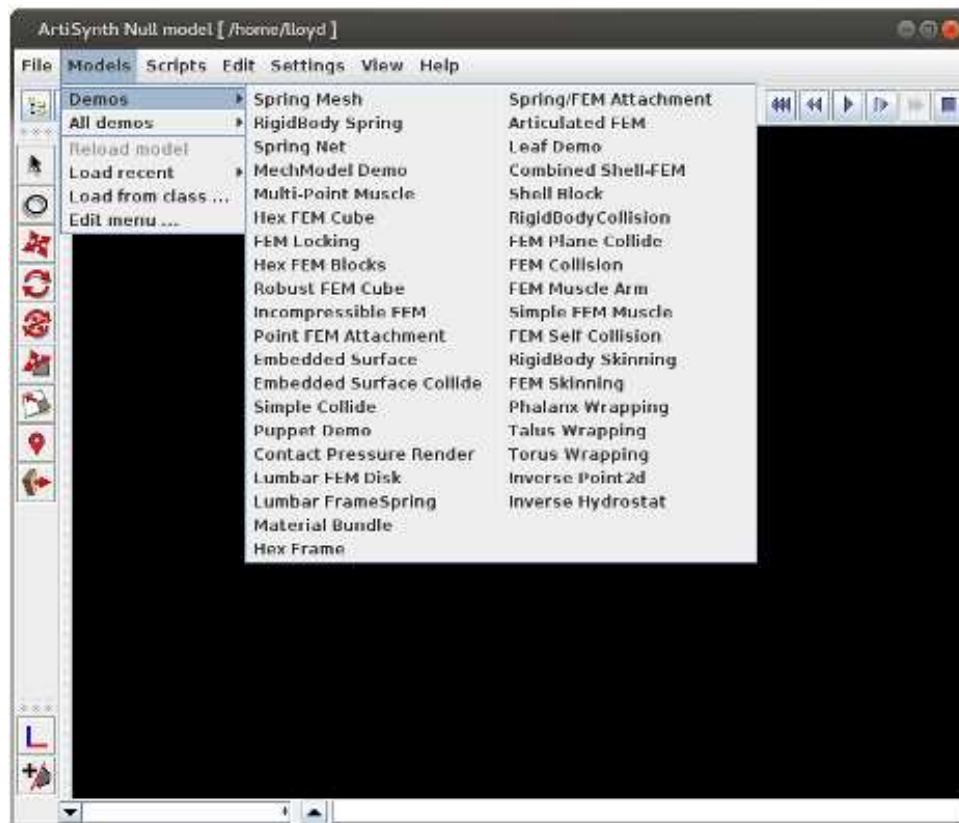 ArtiSynth Null model [ /home/lloyd ]
File Models Scripts Edit Settings View Help
Demos
All demos
Reload model
Load recent
Load from class ...
Edit menu ...
Spring Mesh
RigidBody Spring
Spring Net
MechModel Demo
Multi-Point Muscle
Hex FEM Cube
FEM Locking
Hex FEM Blocks
Robust FEM Cube
Incompressible FEM
Point FEM Attachment
Embedded Surface
Embedded Surface Collide
Simple Collide
Puppet Demo
Contact Pressure Render
Lumbar FEM Disk
Lumbar FrameSpring
Material Bundle
Hex Frame
Spring/FEM Attachment
Articulated FEM
Leaf Demo
Combined Shell-FEM
Shell Block
RigidBodyCollision
FEM Plane Collide
FEM Collision
FEM Muscle Arm
Simple FEM Muscle
FEM Self Collision
RigidBody Skinning
FEM Skinning
Phalanx Wrapping
Talus Wrapping
Torus Wrapping
Inverse Point2d
Inverse Hydrostat